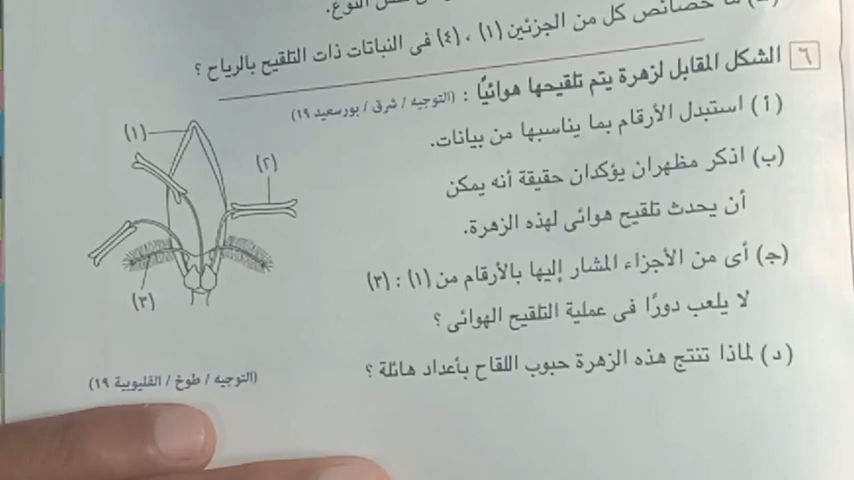 نفس النوع.
خصائص كل من الجزئين (١) ، (٤) فى النباتات ذات التلقيح بالرياح ؟
٦ الشكل المقابل لزهرة يتم تلقيحها هوائيًا : (التوجيه / شرق / بورسعيد ١٩)
(أ) استبدل الأرقام بما يناسبها من بيانات.
(ب) اذكر مظهران يؤكدان حقيقة أنه يمكن
أن يحدث تلقيح هوائى لهذه الزهرة.
(جـ) أى من الأجزاء المشار إليها بالأرقام من (١) : (٣)
لا يلعب دورًا فى عملية التلقيح الهوائى ؟
(د) لماذا تنتج هذه الزهرة حبوب اللقاح بأعداد هائلة ؟
(التوجيه / طوخ / القليوبية ١٩)
(١)
(٢)
(٣)